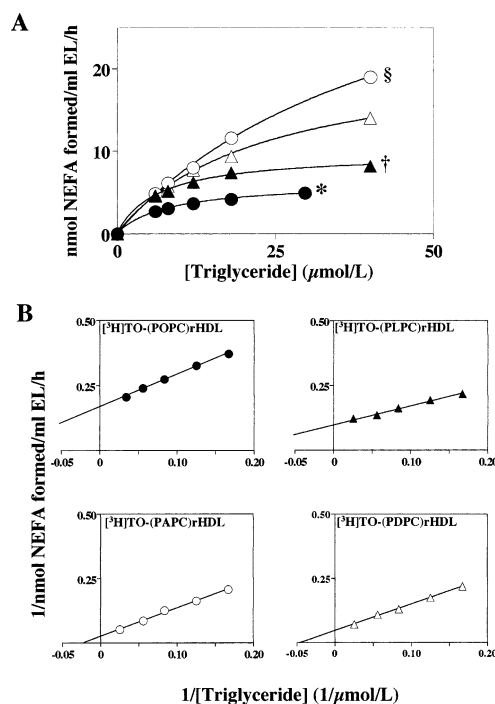 A
nmol NEFA formed/ml EL/h
20
10
0
§
†
*
0 25 50
[Triglyceride] (µmol/L)
B
1/nmol NEFA formed/ml EL/h
[³H]TO-(POPC)rHDL
0.50
0.25
-0.05 0 0.10 0.20
[³H]TO-(PLPC)rHDL
0.50
0.25
-0.05 0 0.10 0.20
[³H]TO-(PAPC)rHDL
0.50
0.25
-0.05 0 0.10 0.20
[³H]TO-(PDPC)rHDL
0.50
0.25
-0.05 0 0.10 0.20
1/[Triglyceride] (1/µmol/L)